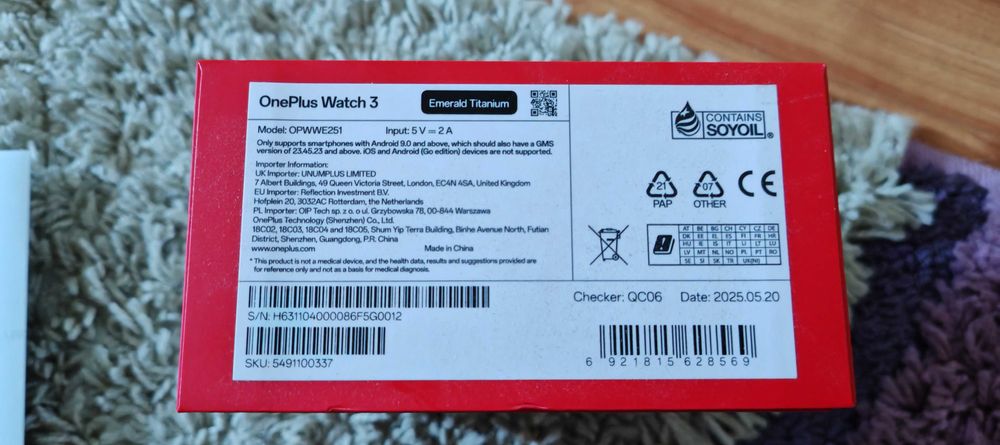 OnePlus Watch 3
Emerald Titanium
Model: OPWWE251 Input: 5 V⎓2 A
Only supports smartphones with Android 9.0 and above, which should also have a GMS
version of 23.45.23 and above. iOS and Android (Go edition) devices are not supported.
Importer Information:
UK Importer: UNUMPLUS LIMITED
7 Albert Buildings, 49 Queen Victoria Street, London, EC4N 4SA, United Kingdom
EU Importer: Reflection Investment B.V.
Hofplein 20, 3032AC Rotterdam, the Netherlands
PL Importer: OIP Tech sp. z o. o ul. Grzybowska 78, 00-844 Warszawa
OnePlus Technology (Shenzhen) Co., Ltd.
18C02, 18C03, 18C04 and 18C05, Shum Yip Terra Building, Binhe Avenue North, Futian
District, Shenzhen, Guangdong, P.R. China
www.oneplus.com Made in China
* This product is not a medical device, and the health data, results and suggestions provided are
for reference only and not as a basis for medical diagnosis.
CONTAINS
SOYOIL®
21
PAP
07
OTHER
CE
AT BE BG CH CY CZ DE
DK EE EL ES FI FR HR
HU IE IS IT LI LT LU
LV MT NL NO PL PT RO
SE SI SK TR UK(NI)
S/N: H631104000086F5G0012
SKU: 5491100337
Checker: QC06 Date: 2025.05.20
6 921815 628569